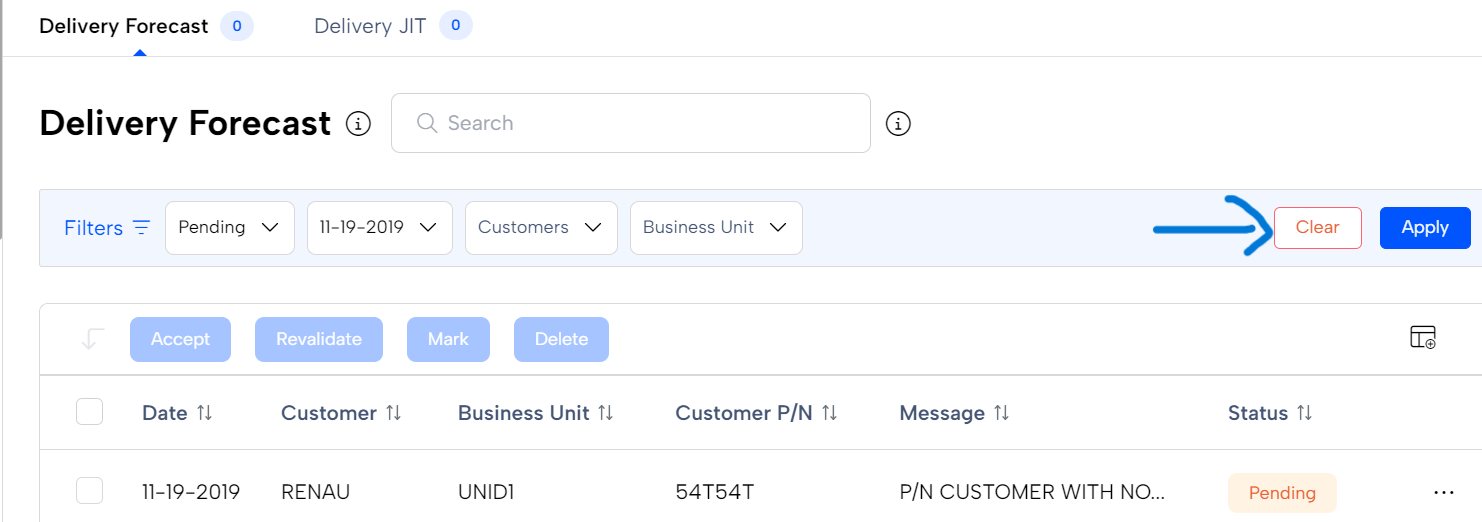 Delivery Forecast 0 Delivery JIT 0
Delivery Forecast Search
Filters Pending 11-19-2019 Customers Business Unit Clear Apply
Accept Revalidate Mark Delete
Date Customer Business Unit Customer P/N Message Status
11-19-2019 RENAU UNID1 54T54T P/N CUSTOMER WITH NO... Pending